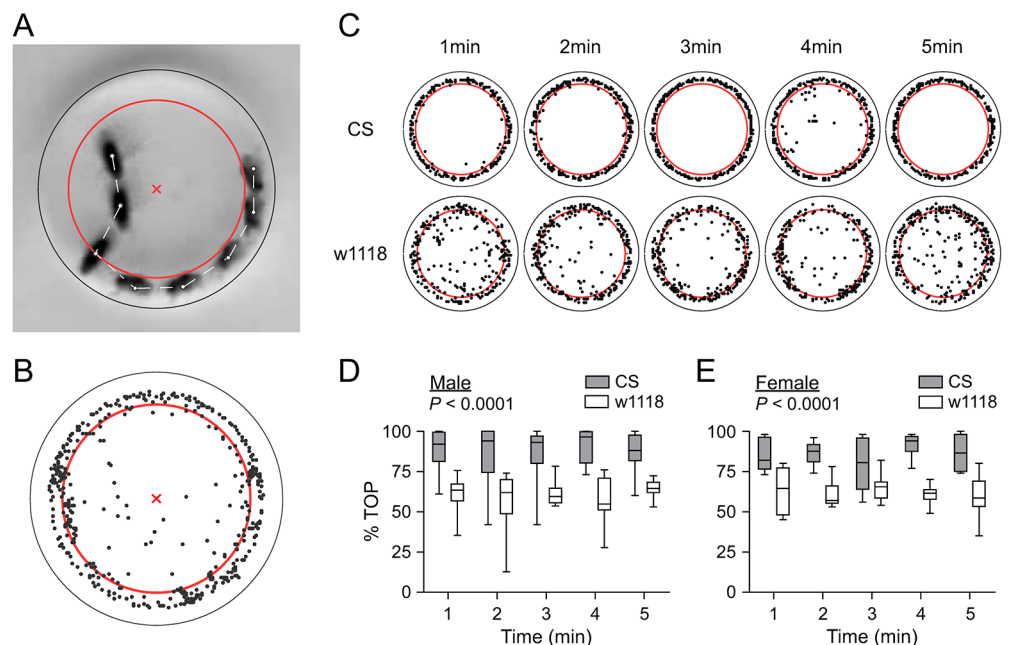 A
B
C
1min 2min 3min 4min 5min
CS
w1118
D
Male
P < 0.0001
CS
w1118
% TOP
100
75
50
25
0
1 2 3 4 5
Time (min)
E
Female
P < 0.0001
CS
w1118
100
75
50
25
0
1 2 3 4 5
Time (min)